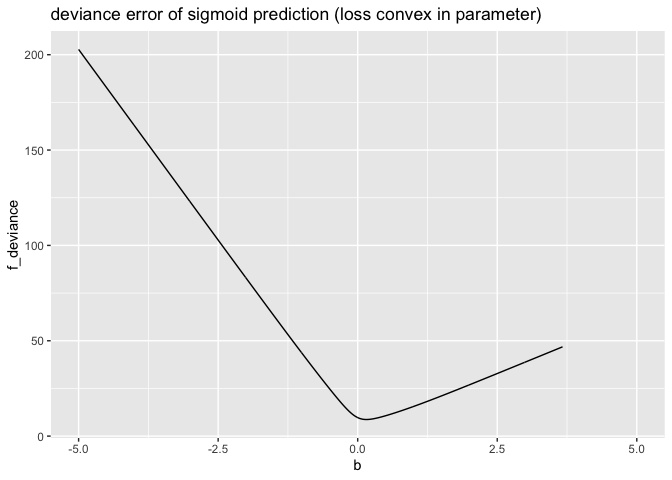 deviance error of sigmoid prediction (loss convex in parameter)
200
150
100
50
0
f_deviance
-5.0 -2.5 0.0 2.5 5.0
b